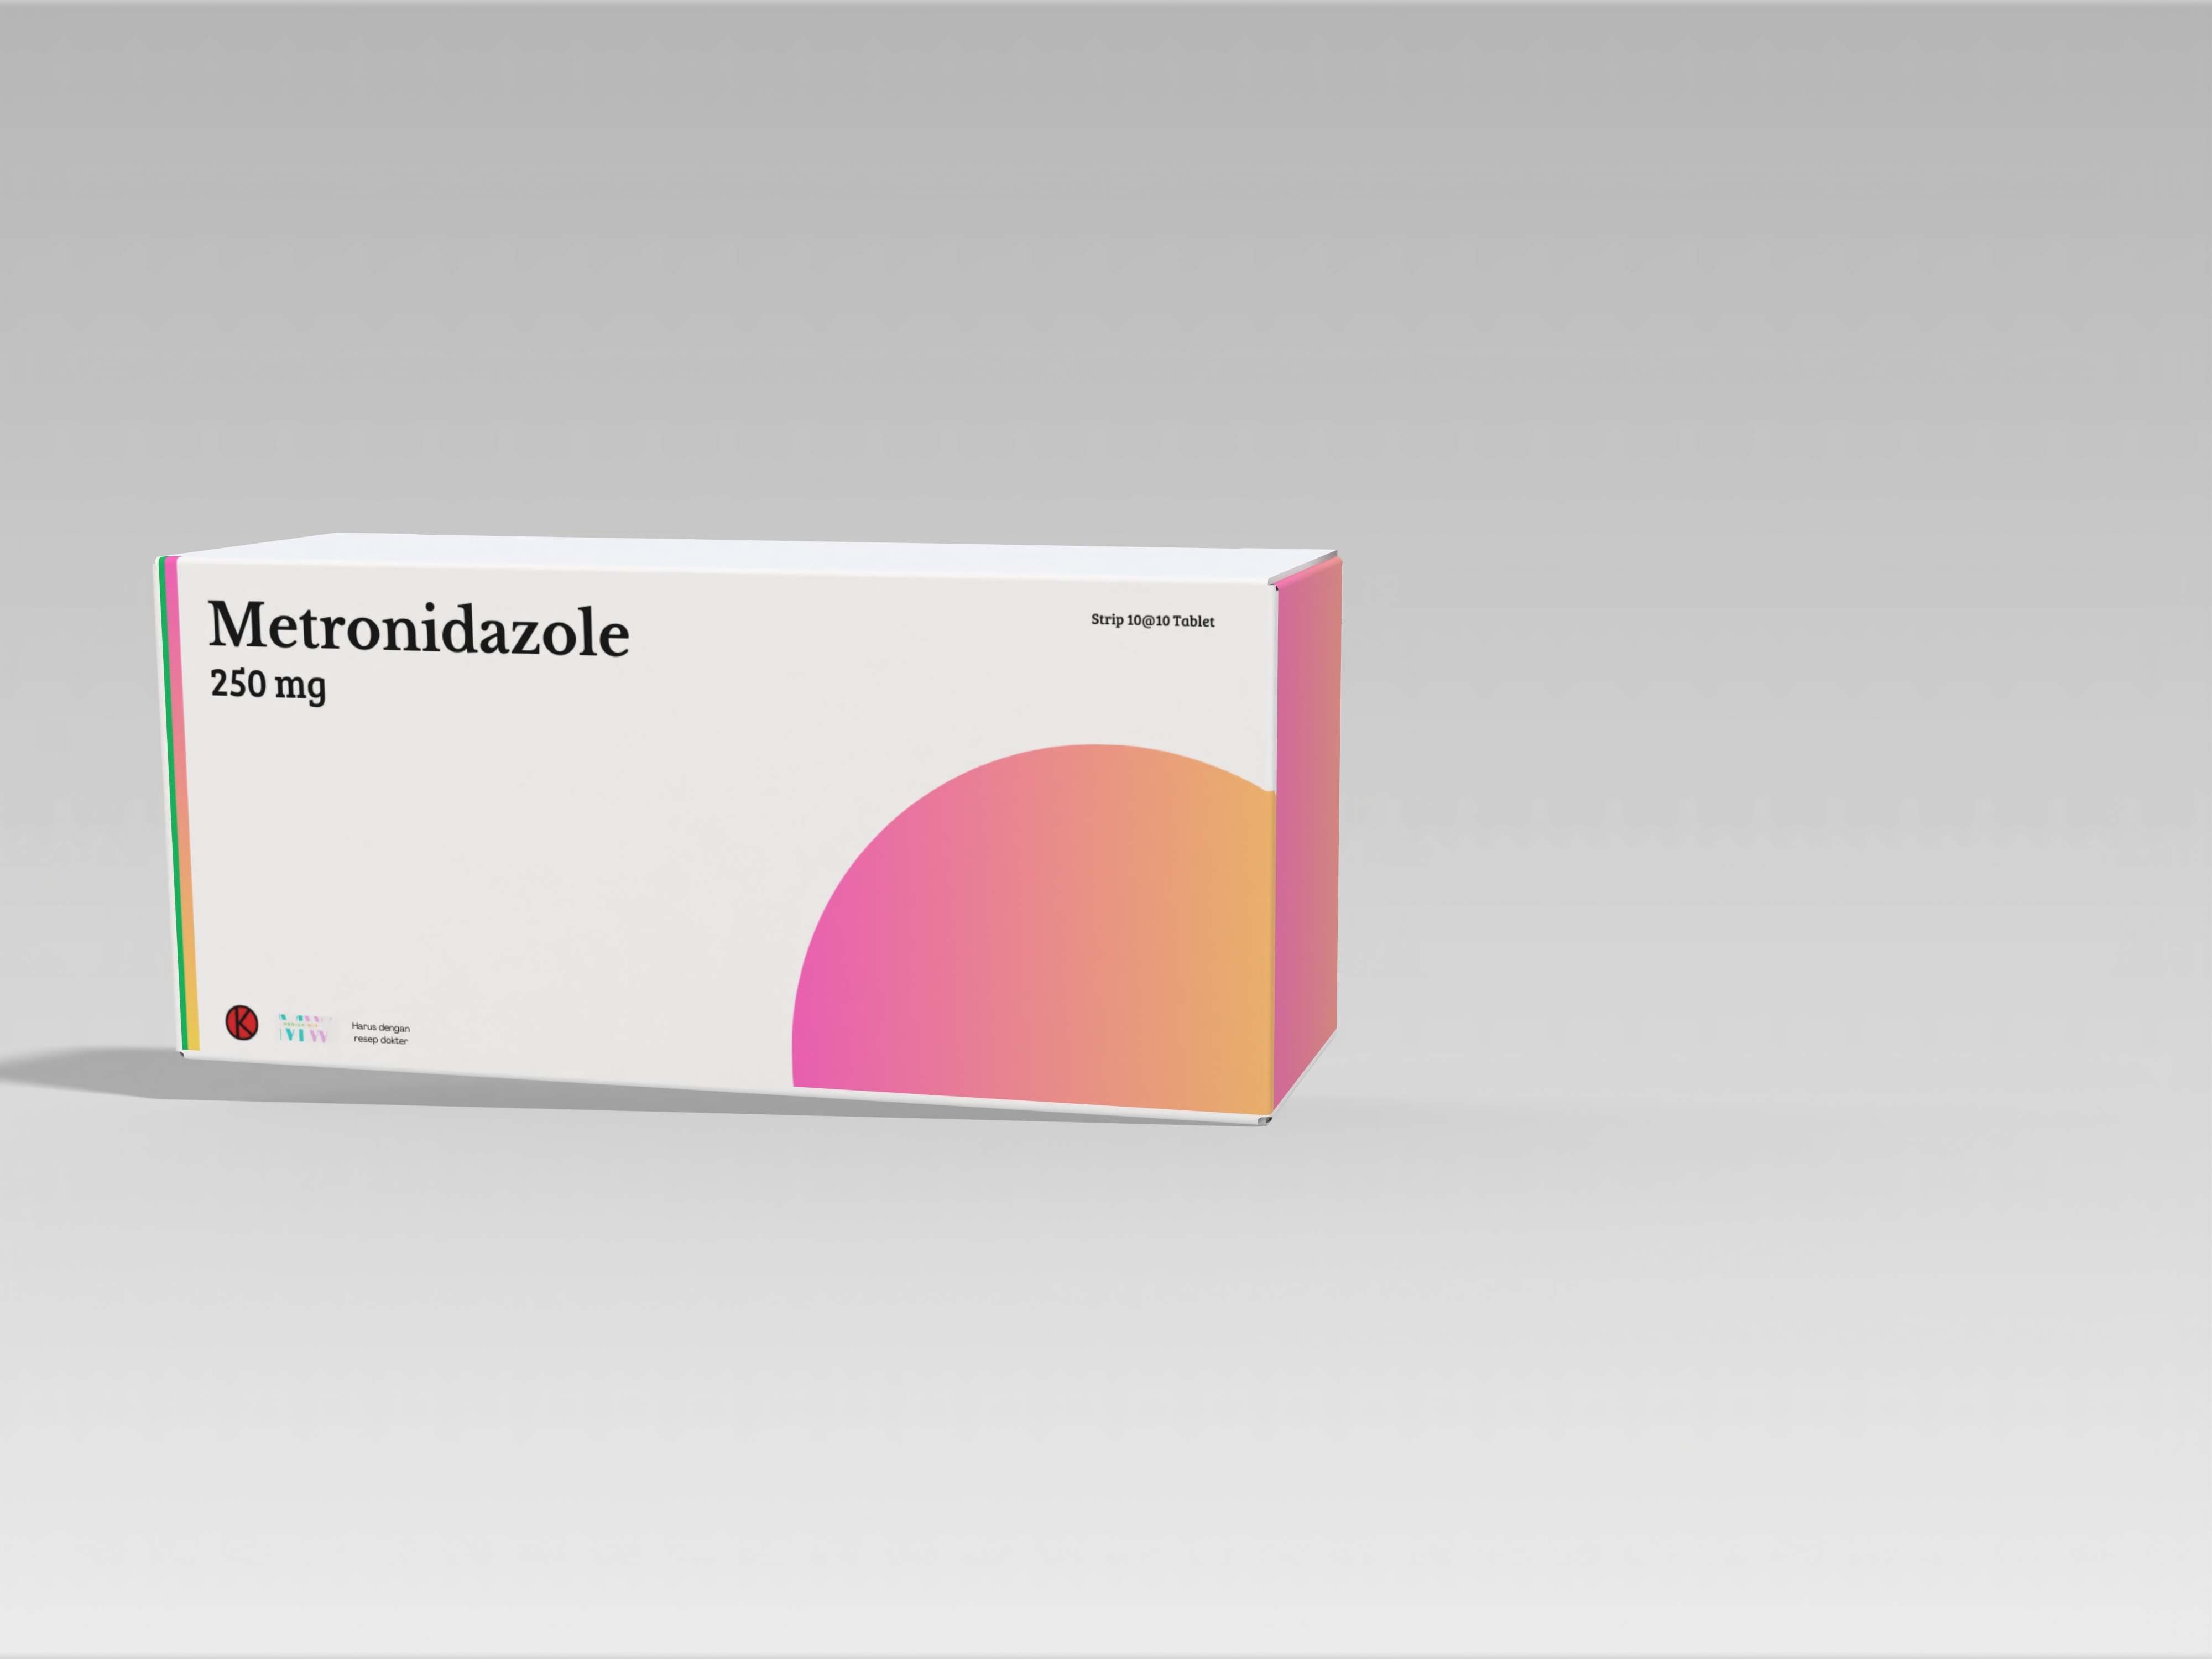 Metronidazole
250 mg
Strip 10@10 Tablet
K
Harus dengan
resep dokter